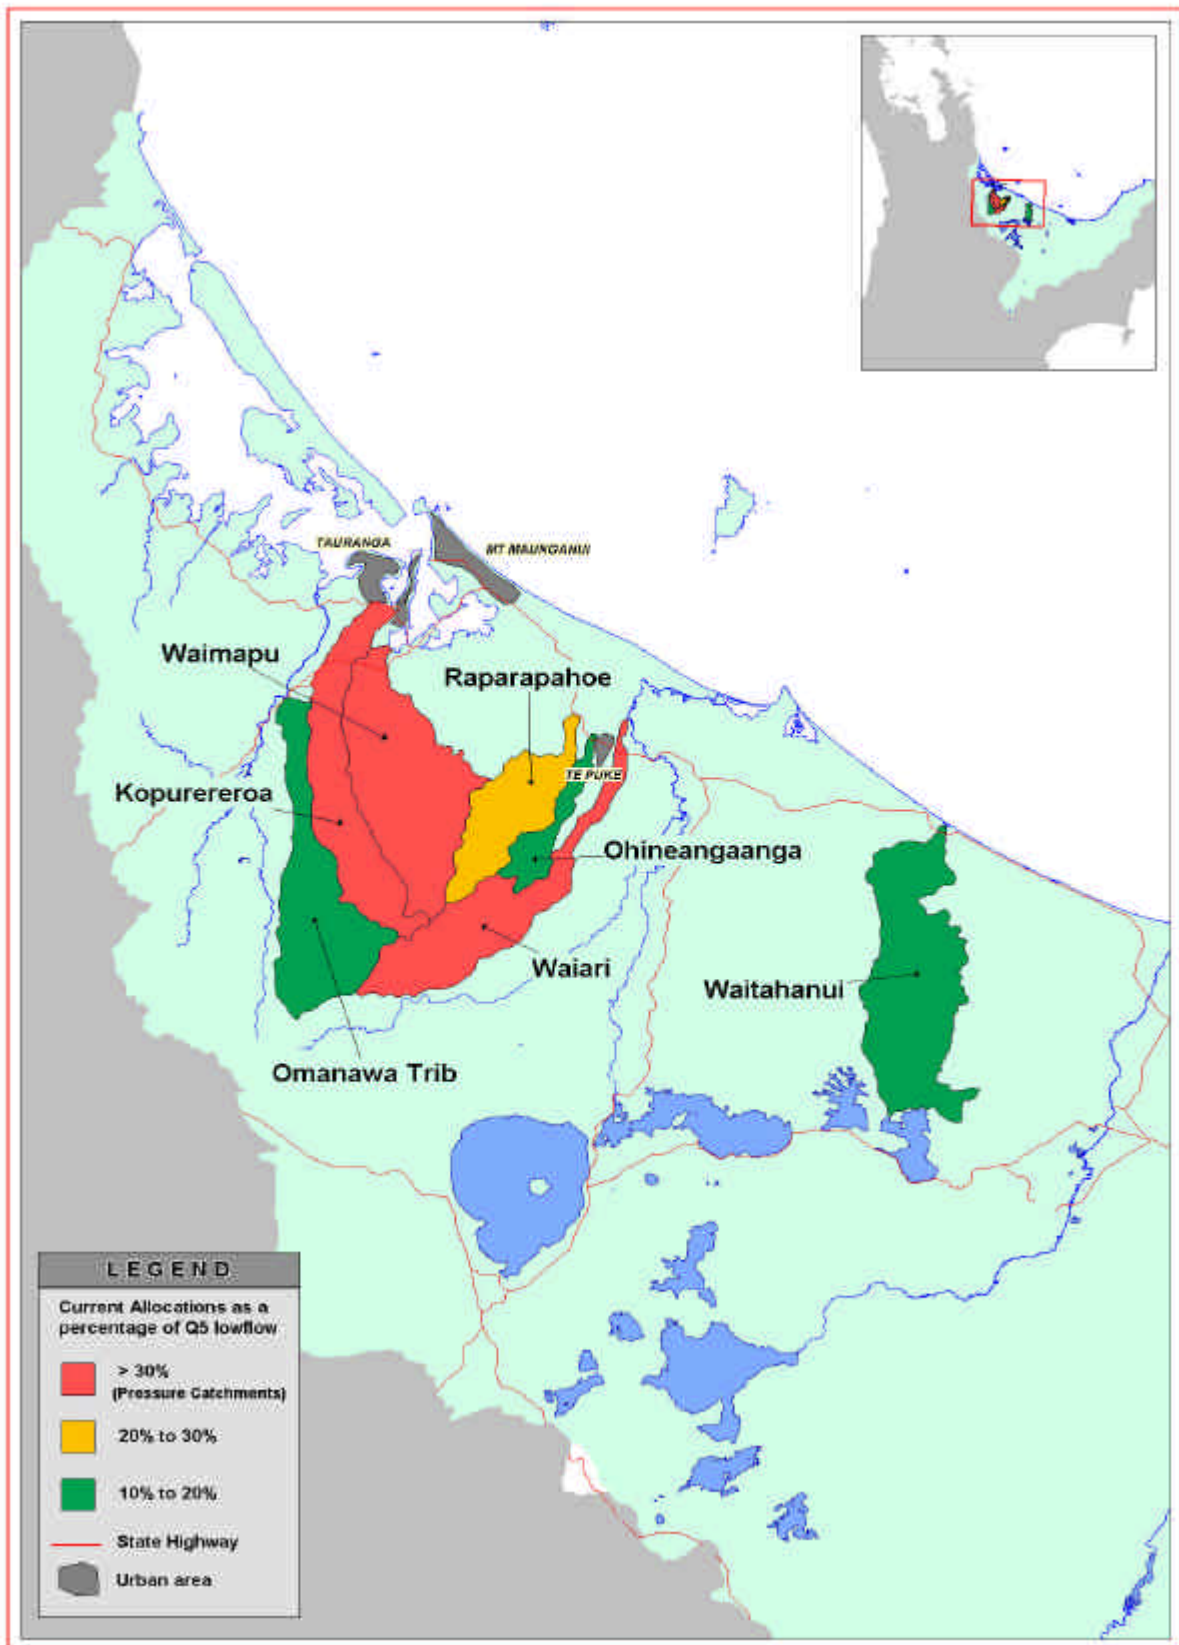 TAURANGA
MT MAUNGANUI
Waimapu
Raparapahoe
TE PUKE
Kopurereroa
Ohineangaanga
Waiari
Waitahanui
Omanawa Trib
LEGEND
Current Allocations as a
percentage of Q5 lowflow
> 30%
(Pressure Catchments)
20% to 30%
10% to 20%
State Highway
Urban area